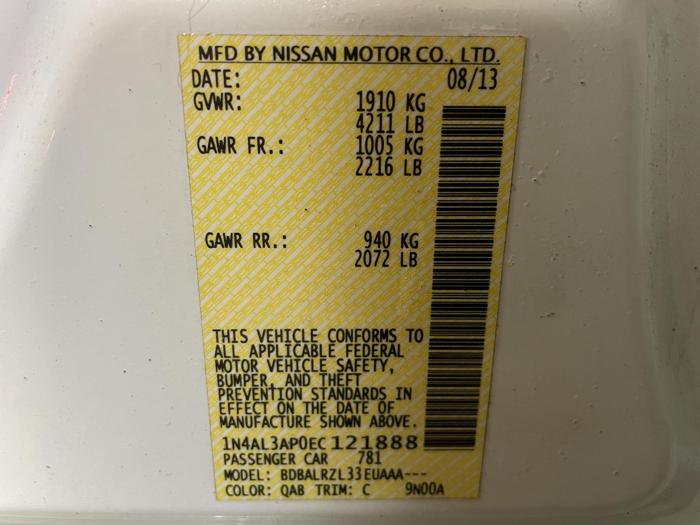 MFD BY NISSAN MOTOR CO., LTD.
DATE: 08/13
GVWR: 1910 KG
4211 LB
GAWR FR.: 1005 KG
2216 LB
GAWR RR.: 940 KG
2072 LB
THIS VEHICLE CONFORMS TO
ALL APPLICABLE FEDERAL
MOTOR VEHICLE SAFETY,
BUMPER, AND THEFT
PREVENTION STANDARDS IN
EFFECT ON THE DATE OF
MANUFACTURE SHOWN ABOVE.
1N4AL3AP0EC121888
PASSENGER CAR 781
MODEL: BDBALRZL33EUAAA---
COLOR: QAB TRIM: C 9N00A